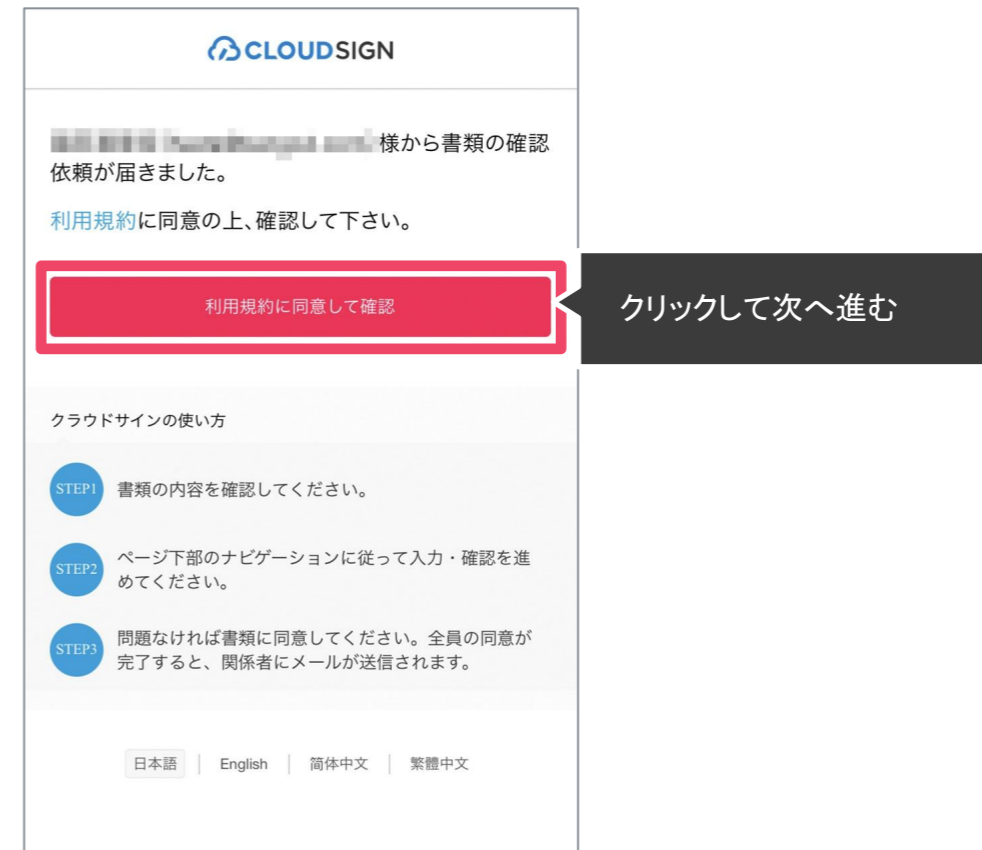 CLOUDSIGN
様から書類の確認
依頼が届きました。
利用規約に同意の上、確認して下さい。
利用規約に同意して確認
クリックして次へ進む
クラウドサインの使い方
STEP1 書類の内容を確認してください。
STEP2 ページ下部のナビゲーションに従って入力・確認を進
めてください。
STEP3 問題なければ書類に同意してください。全員の同意が
完了すると、関係者にメールが送信されます。
日本語 | English | 简体中文 | 繁體中文